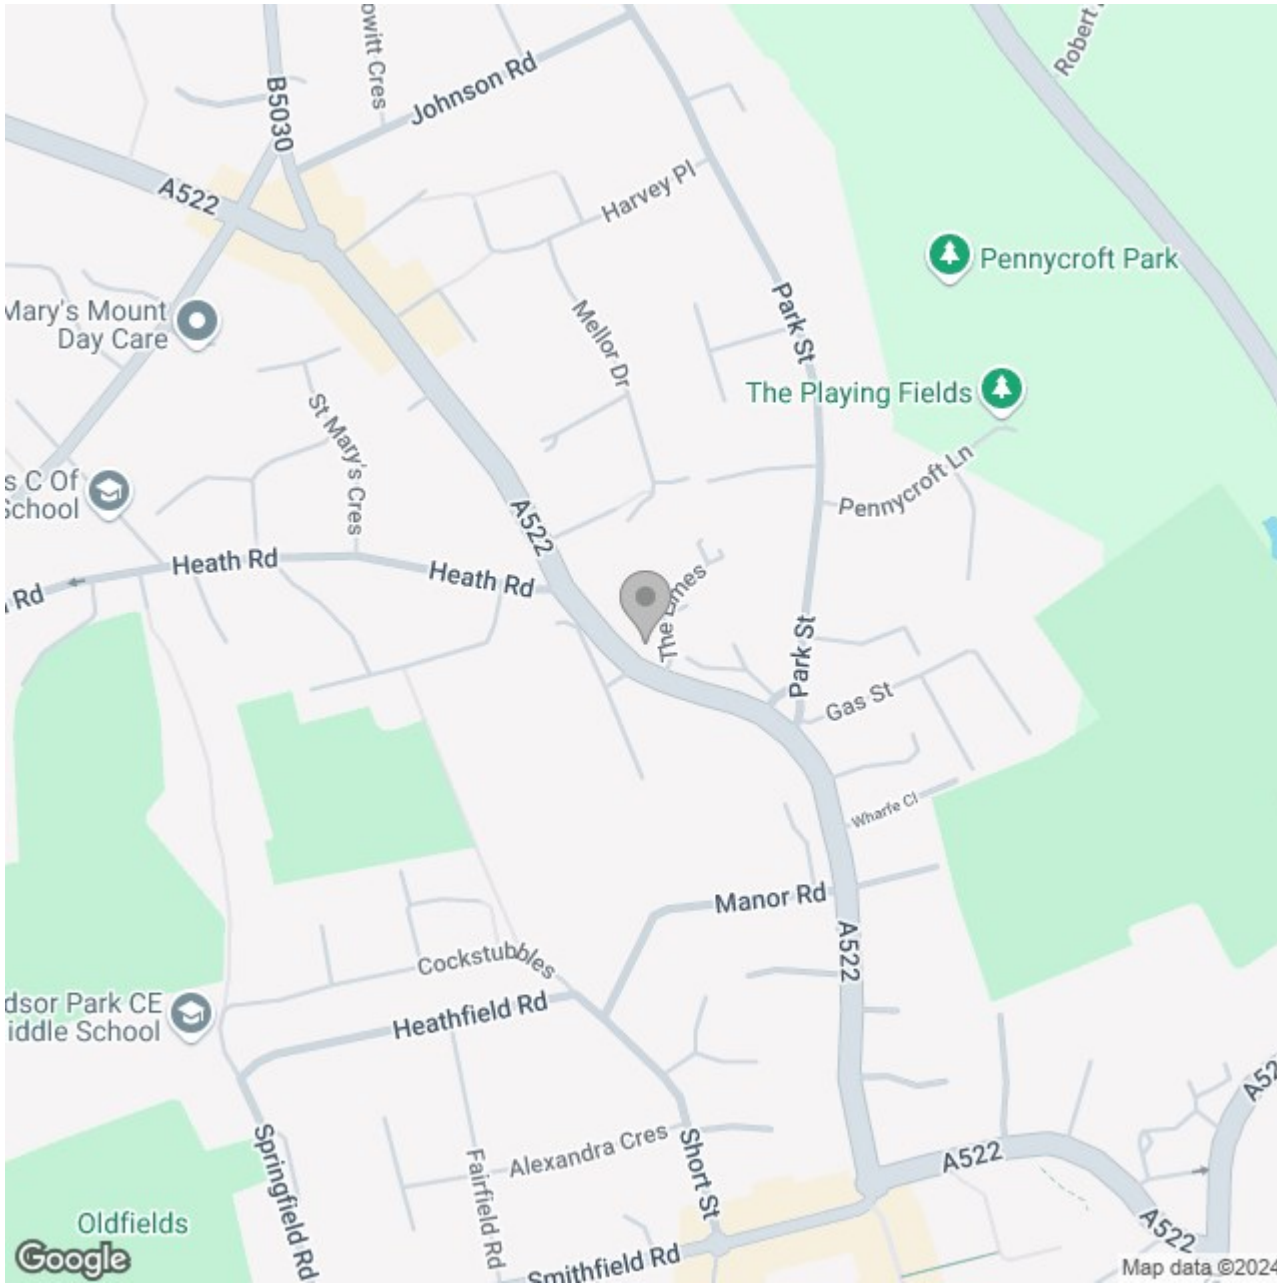 owitt Cres
Robert
Johnson Rd
B5030
A522
Harvey Pl
Pennycroft Park
Park St
Mary's Mount
Day Care
Mellor Dr
The Playing Fields
St Mary's Cres
s C Of
School
Pennycroft Ln
A522
Heath Rd
Heath Rd
Rd
The Limes
Park St
Gas St
Wharfe Cl
Manor Rd
A522
Cockstubbles
dsor Park CE
iddle School
Heathfield Rd
A52
Springfield Rd
Fairfield Rd
Alexandra Cres
Short St
A522
Oldfields
A522
Smithfield Rd
Google
Map data ©2024